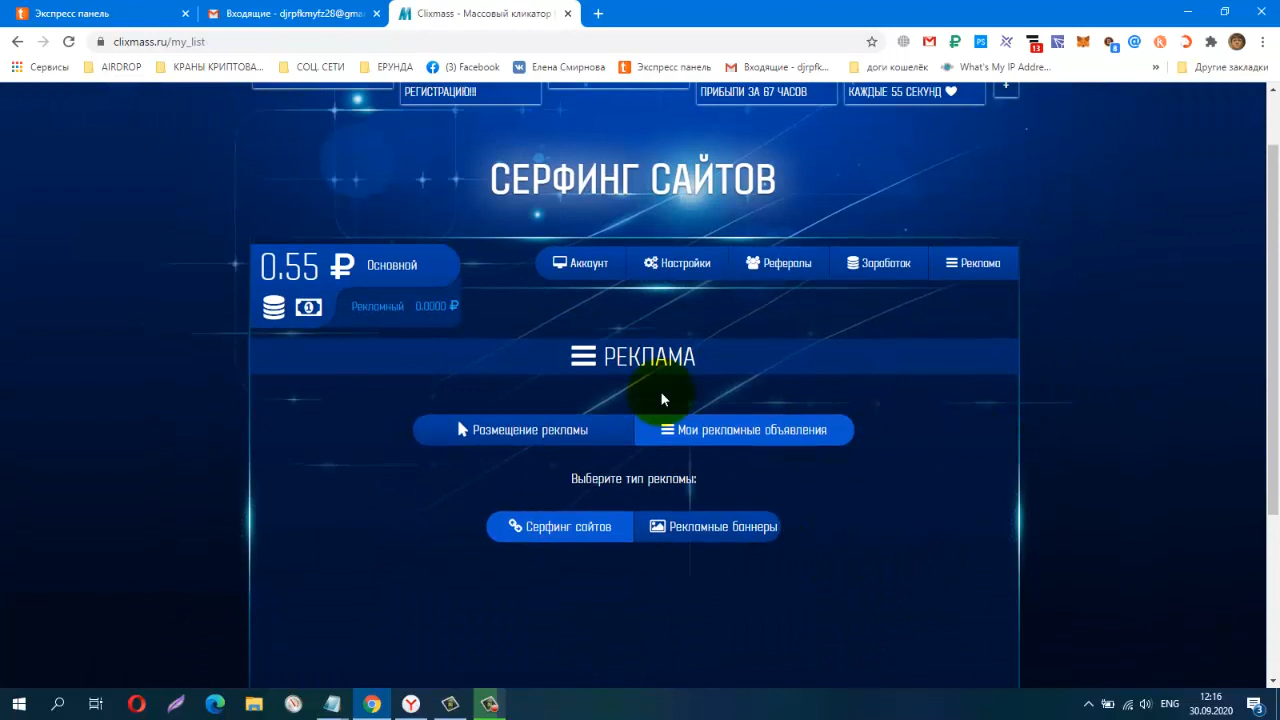 Экспресс панель
Входящие - djrpfkmyfz28@gma
Clixmass - Массовый кликатор
clixmass.ru/my_list
13
8
Сервисы
AIRDROP
КРАНЫ КРИПТОВА...
СОЦ. СЕТИ
ЕРУНДА
(3) Facebook
Елена Смирнова
Экспресс панель
Входящие - djrpfk...
доги кошелёк
What's My IP Addre...
»
Другие закладки
РЕГИСТРАЦИЮ!!!
ПРИБЫЛИ ЗА 67 ЧАСОВ
КАЖДЫЕ 55 СЕКУНД
+
СЕРФИНГ САЙТОВ
0.55 ₽ Основной
Аккаунт
Настройки
Рефералы
Заработок
Реклама
Рекламный 0.0000 ₽
РЕКЛАМА
Размещение рекламы
Мои рекламные объявления
Выберите тип рекламы:
Серфинг сайтов
Рекламные баннеры
ENG
12:16
30.09.2020
3